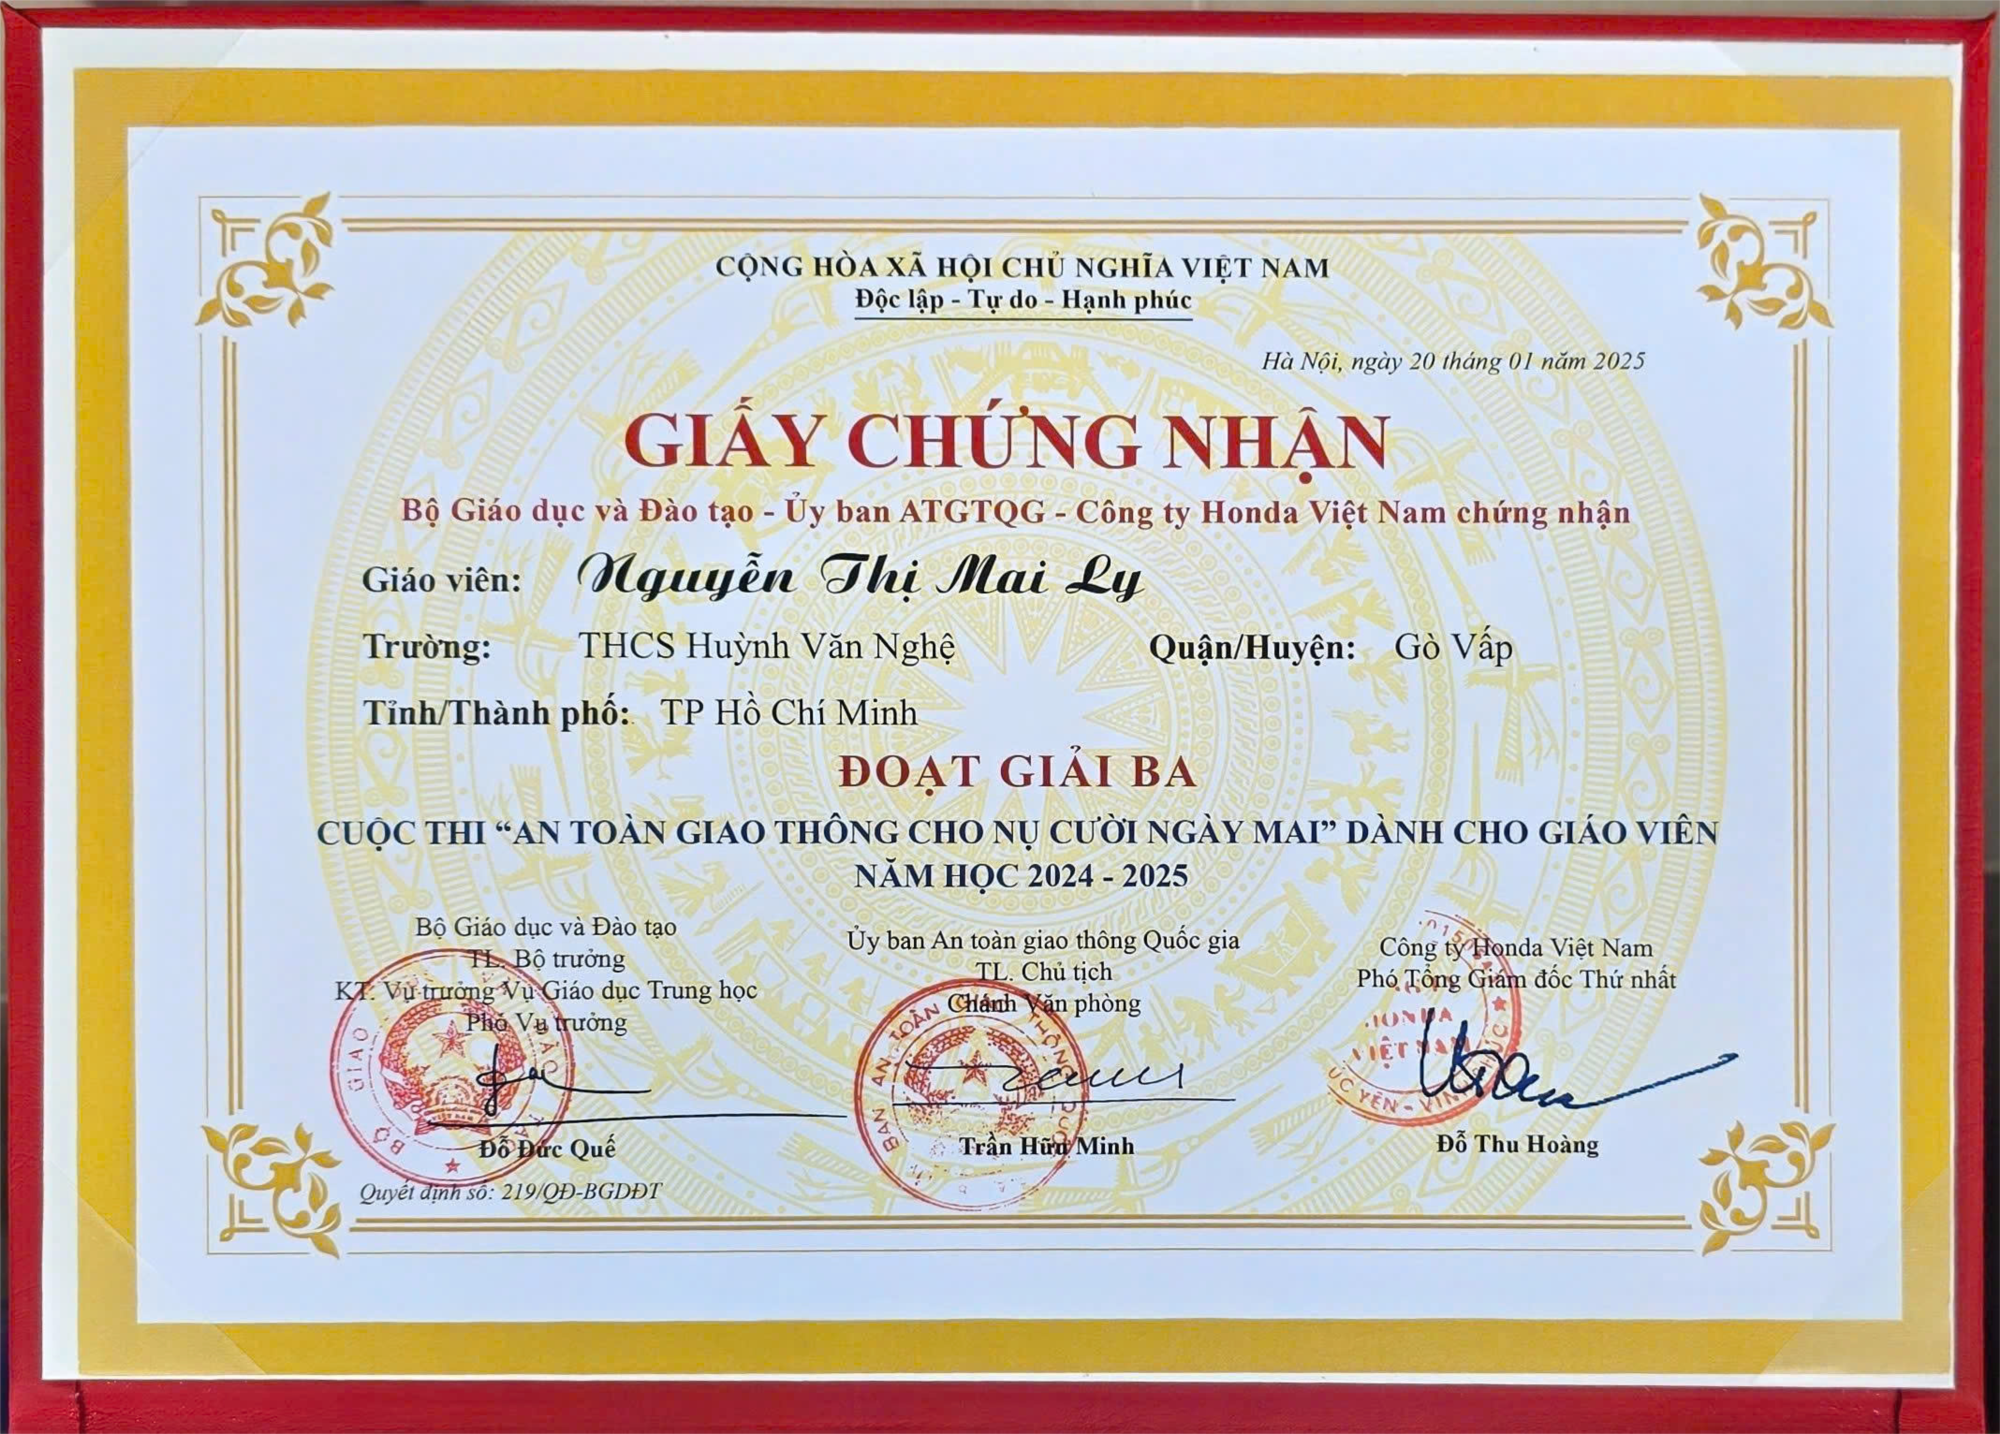 CỘNG HÒA XÃ HỘI CHỦ NGHĨA VIỆT NAM
Độc lập - Tự do - Hạnh phúc
Hà Nội, ngày 20 tháng 01 năm 2025
GIẤY CHỨNG NHẬN
Bộ Giáo dục và Đào tạo - Ủy ban ATGTQG - Công ty Honda Việt Nam chứng nhận
Giáo viên: Nguyễn Thị Mai Ly
Trường: THCS Huỳnh Văn Nghệ Quận/Huyện: Gò Vấp
Tỉnh/Thành phố: TP Hồ Chí Minh
ĐOẠT GIẢI BA
CUỘC THI “AN TOÀN GIAO THÔNG CHO NỤ CƯỜI NGÀY MAI” DÀNH CHO GIÁO VIÊN
NĂM HỌC 2024 - 2025
Bộ Giáo dục và Đào tạo
TL. Bộ trưởng
KT. Vụ trưởng Vụ Giáo dục Trung học
Phó Vụ trưởng
Đỗ Đức Quế
Ủy ban An toàn giao thông Quốc gia
TL. Chủ tịch
Chánh Văn phòng
Trần Hữu Minh
Công ty Honda Việt Nam
Phó Tổng Giám đốc Thứ nhất
HONDA
VIỆT NAM
Đỗ Thu Hoàng
Quyết định số: 219/QĐ-BGDĐT